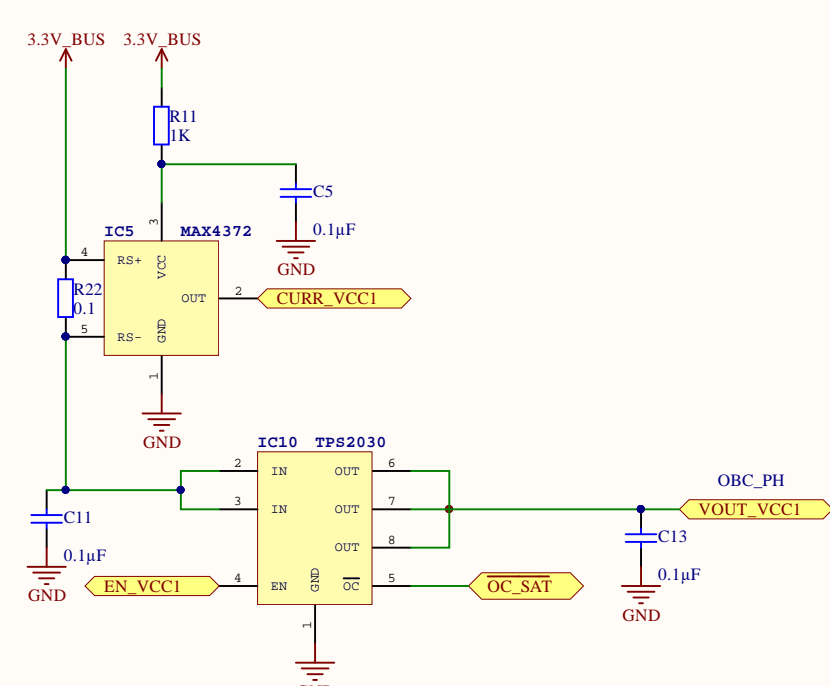 3.3V_BUS 3.3V_BUS
R11
1K
C5
0.1µF
GND
IC5 MAX4372
3
VCC
4 RS+
R22
0.1
OUT 2 CURR_VCC1
5 RS-
GND
1
GND
IC10 TPS2030
2 IN OUT 6
3 IN OUT 7
OUT 8
4 EN GND OC 5
1
C11
0.1µF
GND
EN_VCC1
OC_SAT
OBC_PH
VOUT_VCC1
C13
0.1µF
GND